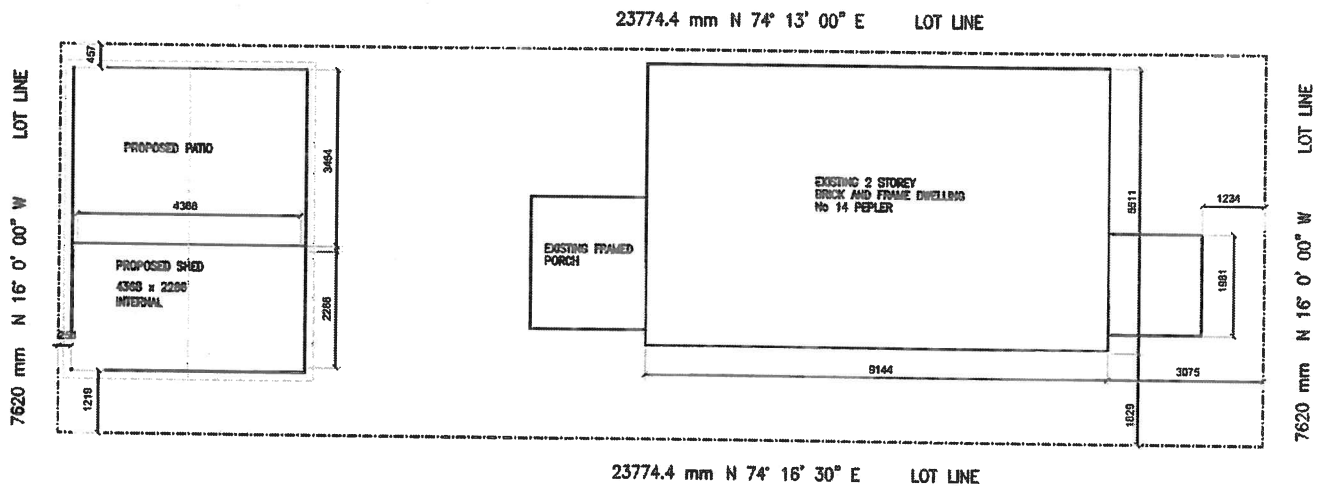 23774.4 mm N 74° 13' 00" E LOT LINE
457
7620 mm N 16° 0' 00" W LOT LINE
PROPOSED PATIO
3464
4368
PROPOSED SHED
4368 x 2286
INTERNAL
2286
1219
EXISTING FRAMED
PORCH
EXISTING 2 STOREY
BRICK AND FRAME DWELLING
No 14 PEPLER
5511
1234
1981
9144
3075
1829
7620 mm N 16° 0' 00" W LOT LINE
23774.4 mm N 74° 16' 30" E LOT LINE